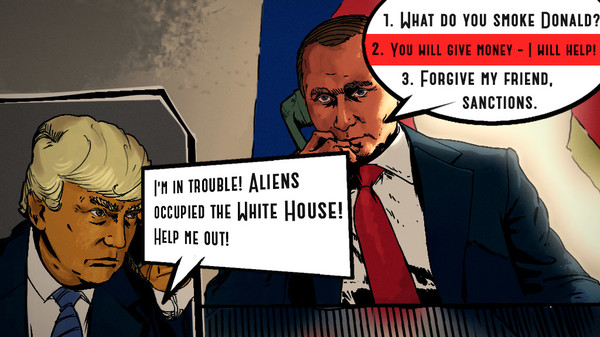 1. What do you smoke Donald?
2. You will give money - I will help!
3. Forgive my friend,
sanctions.
I'm in trouble! Aliens
occupied the White House!
Help me out!